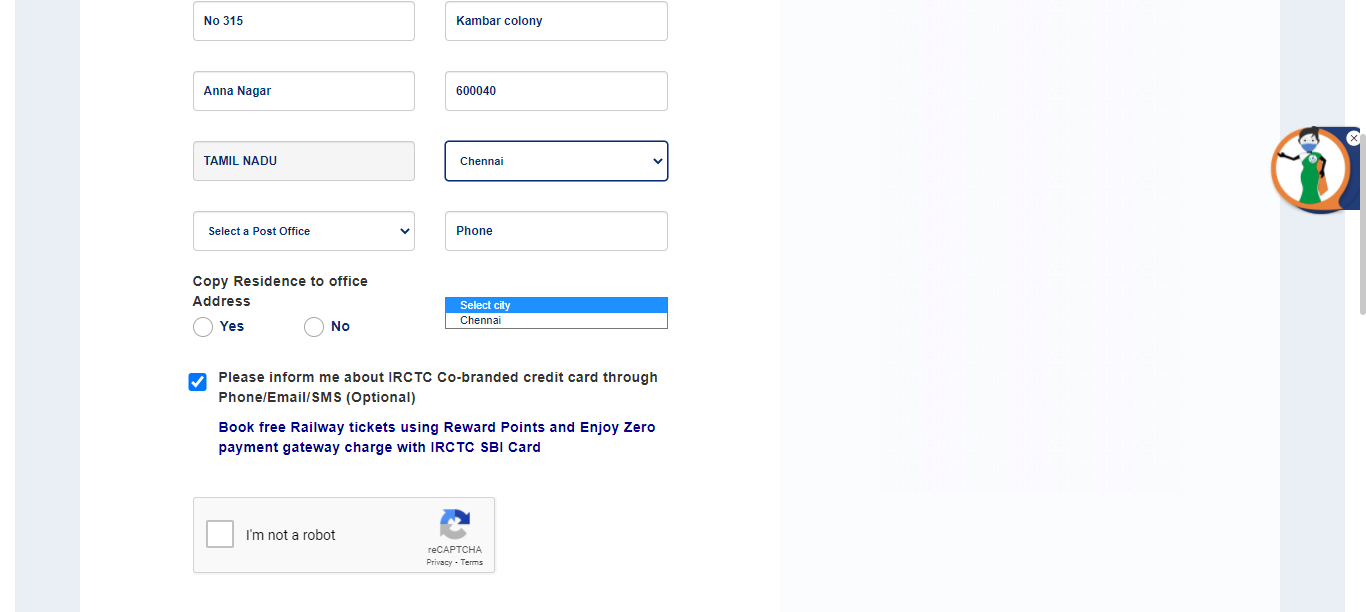 No 315
Kambar colony
Anna Nagar
600040
TAMIL NADU
Chennai
Select a Post Office
Phone
Copy Residence to office
Address
Yes
No
Select city
Chennai
Please inform me about IRCTC Co-branded credit card through
Phone/Email/SMS (Optional)
Book free Railway tickets using Reward Points and Enjoy Zero
payment gateway charge with IRCTC SBI Card
I'm not a robot
reCAPTCHA
Privacy - Terms